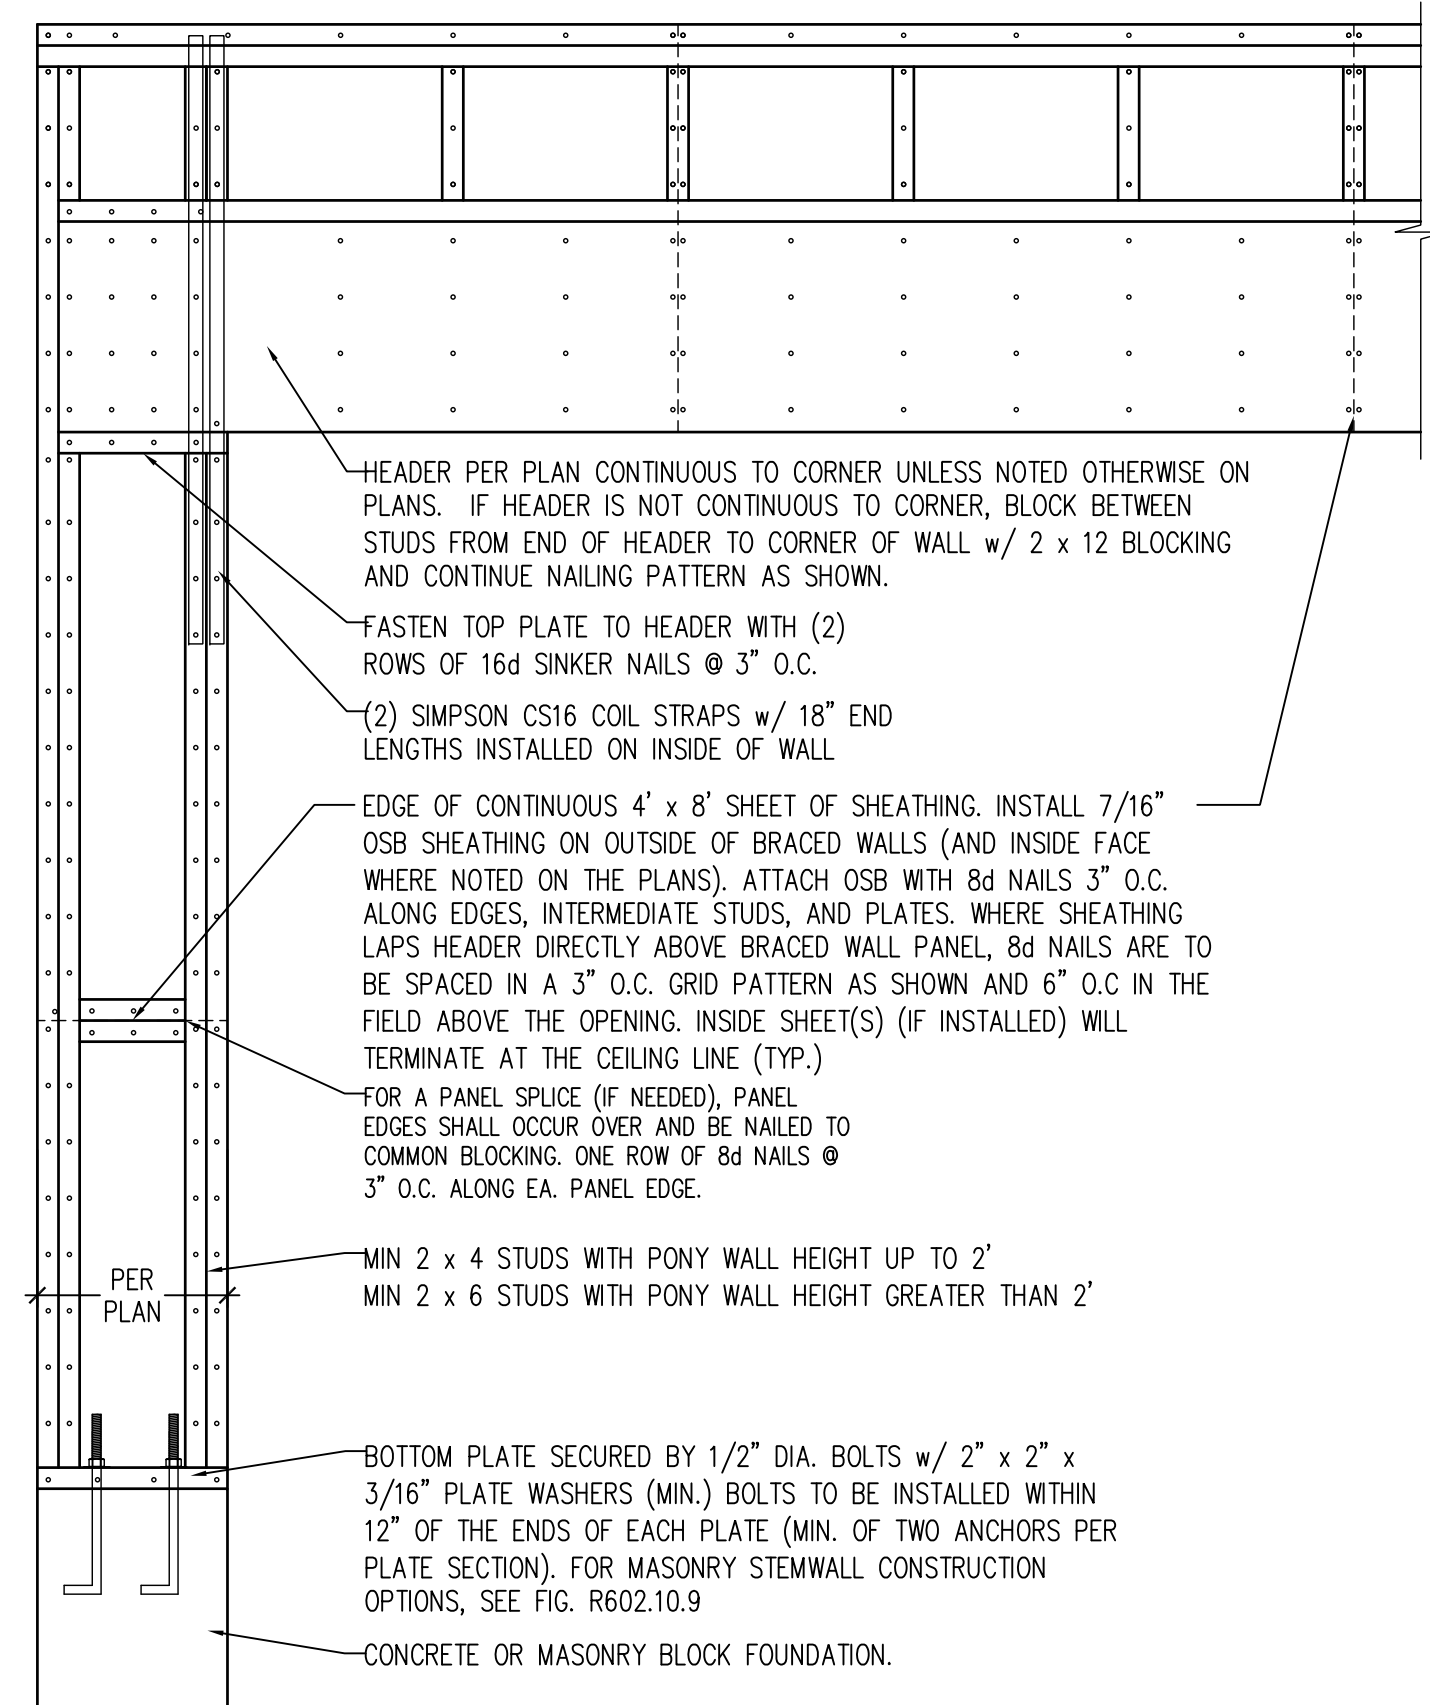 HEADER PER PLAN CONTINUOUS TO CORNER UNLESS NOTED OTHERWISE ON
PLANS. IF HEADER IS NOT CONTINUOUS TO CORNER, BLOCK BETWEEN
STUDS FROM END OF HEADER TO CORNER OF WALL w/ 2 x 12 BLOCKING
AND CONTINUE NAILING PATTERN AS SHOWN.
FASTEN TOP PLATE TO HEADER WITH (2)
ROWS OF 16d SINKER NAILS @ 3" O.C.
(2) SIMPSON CS16 COIL STRAPS w/ 18" END
LENGTHS INSTALLED ON INSIDE OF WALL
EDGE OF CONTINUOUS 4' x 8' SHEET OF SHEATHING. INSTALL 7/16"
OSB SHEATHING ON OUTSIDE OF BRACED WALLS (AND INSIDE FACE
WHERE NOTED ON THE PLANS). ATTACH OSB WITH 8d NAILS 3" O.C.
ALONG EDGES, INTERMEDIATE STUDS, AND PLATES. WHERE SHEATHING
LAPS HEADER DIRECTLY ABOVE BRACED WALL PANEL, 8d NAILS ARE TO
BE SPACED IN A 3" O.C. GRID PATTERN AS SHOWN AND 6" O.C IN THE
FIELD ABOVE THE OPENING. INSIDE SHEET(S) (IF INSTALLED) WILL
TERMINATE AT THE CEILING LINE (TYP.)
FOR A PANEL SPLICE (IF NEEDED), PANEL
EDGES SHALL OCCUR OVER AND BE NAILED TO
COMMON BLOCKING. ONE ROW OF 8d NAILS @
3" O.C. ALONG EA. PANEL EDGE.
MIN 2 x 4 STUDS WITH PONY WALL HEIGHT UP TO 2'
MIN 2 x 6 STUDS WITH PONY WALL HEIGHT GREATER THAN 2'
PER
PLAN
BOTTOM PLATE SECURED BY 1/2" DIA. BOLTS w/ 2" x 2" x
3/16" PLATE WASHERS (MIN.) BOLTS TO BE INSTALLED WITHIN
12" OF THE ENDS OF EACH PLATE (MIN. OF TWO ANCHORS PER
PLATE SECTION). FOR MASONRY STEMWALL CONSTRUCTION
OPTIONS, SEE FIG. R602.10.9
CONCRETE OR MASONRY BLOCK FOUNDATION.